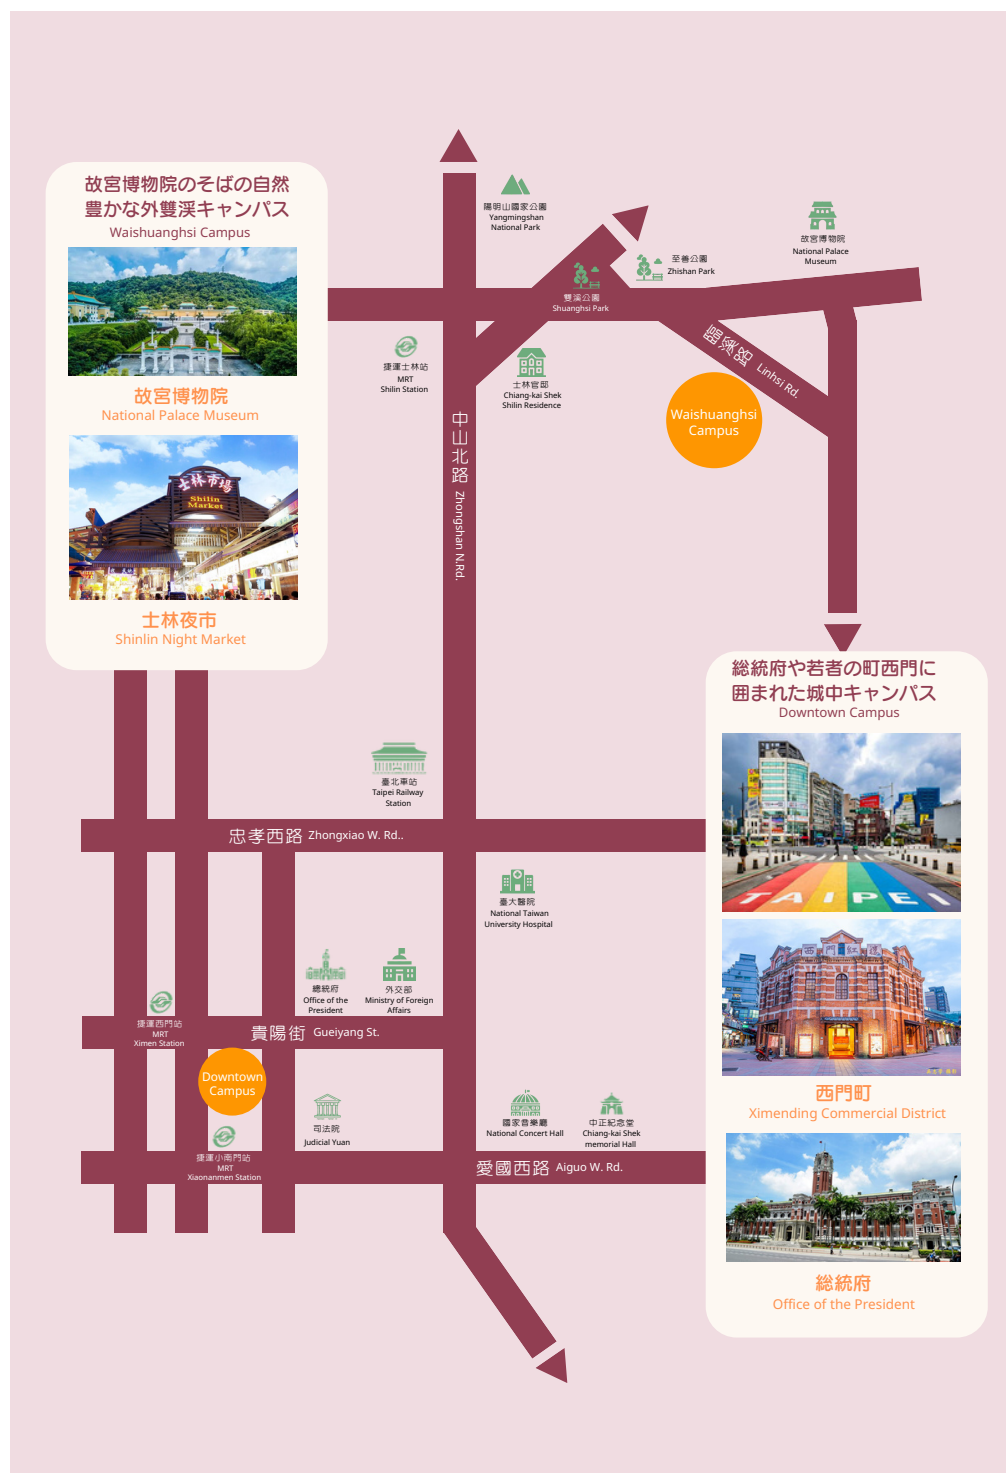 故宮博物院のそばの自然
豊かな外雙渓キャンパス
Waishuanghsi Campus
故宮博物院
National Palace Museum
士林市場
Shilin
Market
士林夜市
Shinlin Night Market
陽明山國家公園
Yangmingshan
National Park
雙溪公園
Shuanghsi Park
至善公園
Zhishan Park
故宮博物院
National Palace
Museum
捷運士林站
MRT
Shilin Station
士林官邸
Chiang-kai Shek
Shilin Residence
臨溪路 Linhsi Rd.
Waishuanghsi
Campus
中山北路 Zhongshan N.Rd.
臺北車站
Taipei Railway
Station
忠孝西路 Zhongxiao W. Rd..
臺大醫院
National Taiwan
University Hospital
總統府
Office of the
President
外交部
Ministry of Foreign
Affairs
捷運西門站
MRT
Ximen Station
貴陽街 Gueiyang St.
Downtown
Campus
司法院
Judicial Yuan
捷運小南門站
MRT
Xiaonanmen Station
國家音樂廳
National Concert Hall
中正紀念堂
Chiang-kai Shek
memorial Hall
愛國西路 Aiguo W. Rd.
総統府や若者の町西門に
囲まれた城中キャンパス
Downtown Campus
TAIPEI
西門紅樓
西門町
Ximending Commercial District
総統府
Office of the President